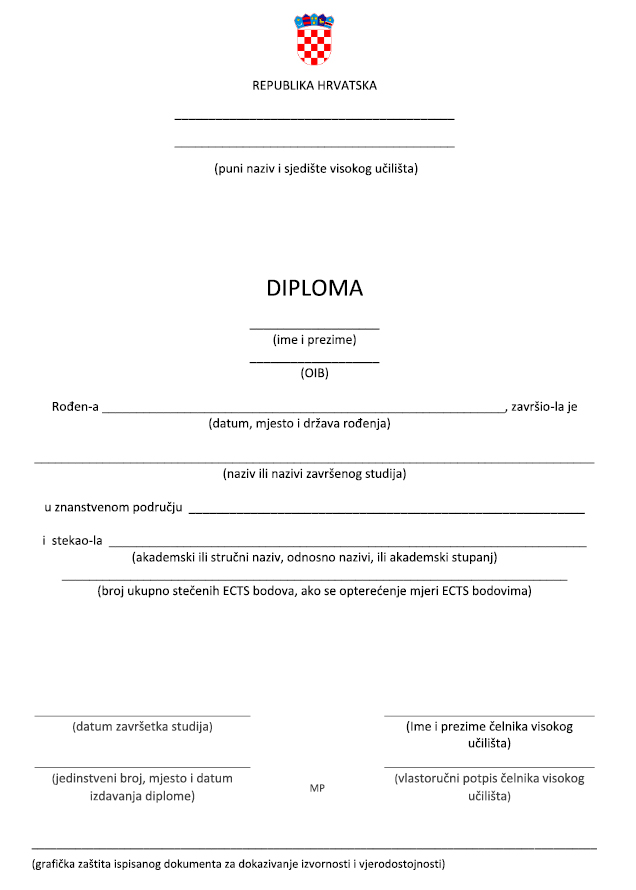 REPUBLIKA HRVATSKA
(puni naziv i sjedište visokog učilišta)
DIPLOMA
(ime i prezime)
(OIB)
Rođen-a ______________________________, završio-la je
(datum, mjesto i država rođenja)
(naziv ili nazivi završenog studija)
u znanstvenom području ______________________________
i stekao-la ______________________________
(akademski ili stručni naziv, odnosno nazivi, ili akademski stupanj)
(broj ukupno stečenih ECTS bodova, ako se opterećenje mjeri ECTS bodovima)
(datum završetka studija)
(Ime i prezime čelnika visokog
učilišta)
(jedinstveni broj, mjesto i datum
izdavanja diplome)
MP
(vlastoručni potpis čelnika visokog
učilišta)
(grafička zaštita ispisanog dokumenta za dokazivanje izvornosti i vjerodostojnosti)